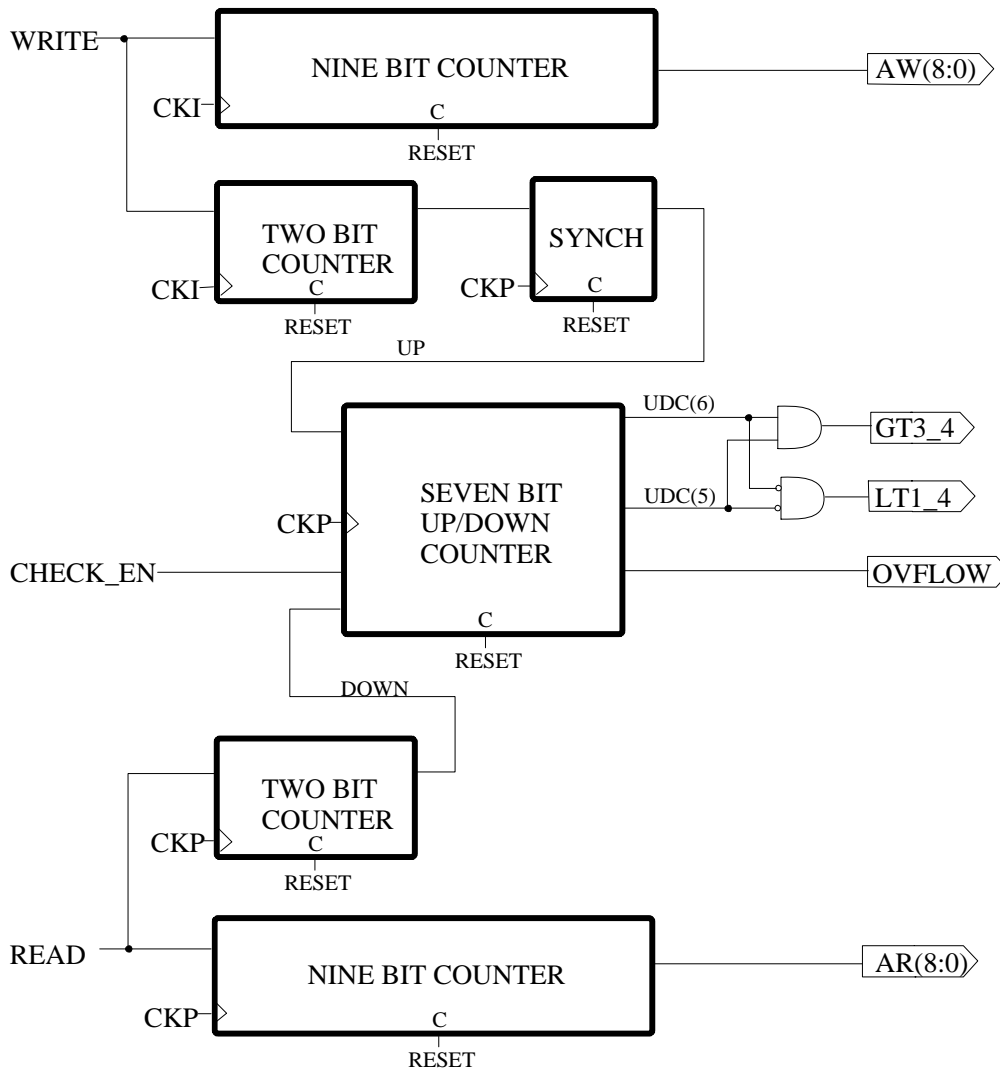 WRITE
NINE BIT COUNTER
AW(8:0)
CKI
C
RESET
TWO BIT
COUNTER
SYNCH
CKI
C
CKP
C
RESET
RESET
UP
UDC(6)
GT3_4
SEVEN BIT
UP/DOWN
COUNTER
UDC(5)
LT1_4
CKP
CHECK_EN
OVFLOW
C
RESET
DOWN
TWO BIT
COUNTER
CKP
C
RESET
READ
NINE BIT COUNTER
AR(8:0)
CKP
C
RESET